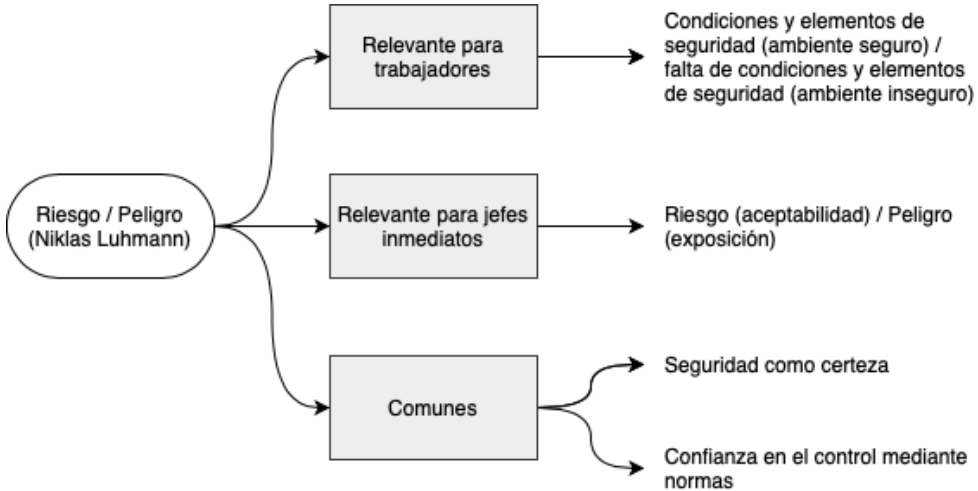 Riesgo / Peligro
(Niklas Luhmann)
Relevante para
trabajadores
Condiciones y elementos de
seguridad (ambiente seguro) /
falta de condiciones y elementos
de seguridad (ambiente inseguro)
Relevante para jefes
inmediatos
Riesgo (aceptabilidad) / Peligro
(exposición)
Comunes
Seguridad como certeza
Confianza en el control mediante
normas